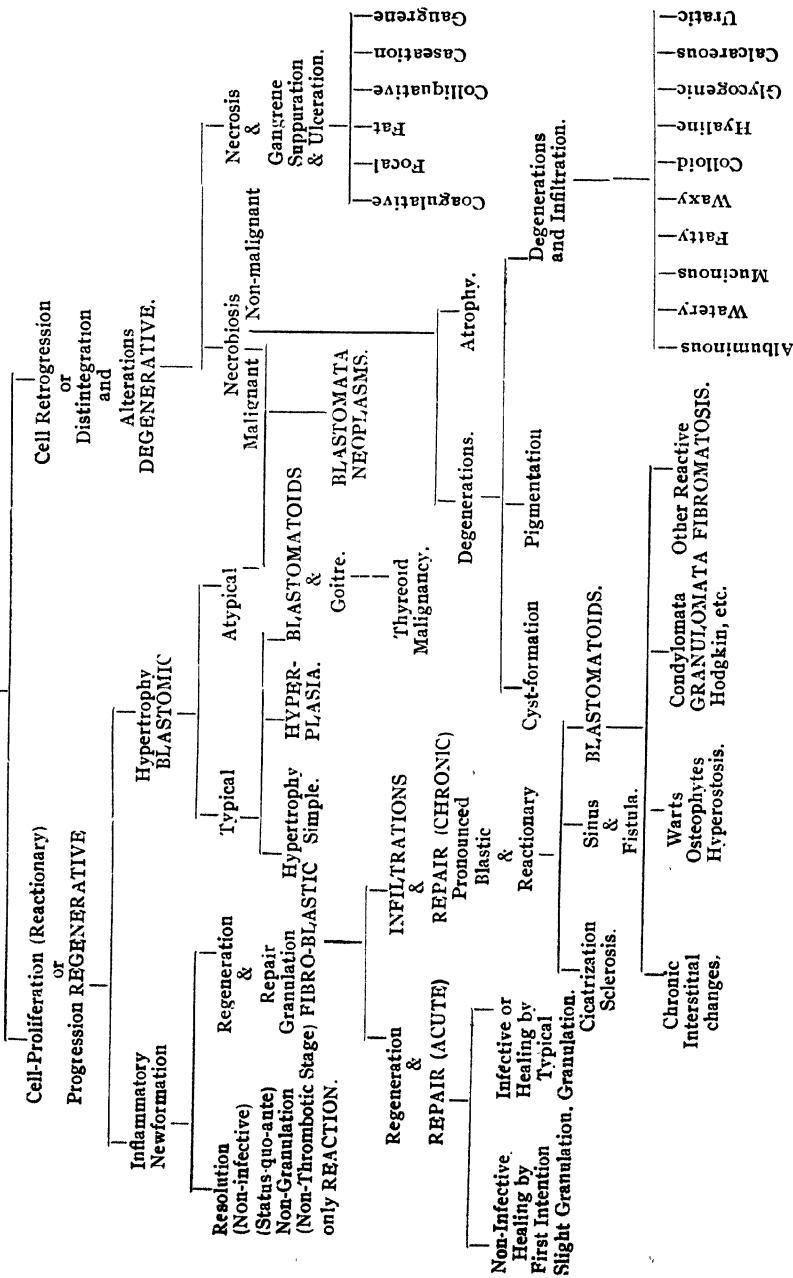 Cell-Proliferation (Reactionary)
or
Progression REGENERATIVE
Cell Retrogression
or
Distintegration
and
Alterations
DEGENERATIVE.
Inflammatory
Newformation
Hypertrophy
BLASTOMIC
Necrobiosis
Necrosis
&
Gangrene
Suppuration
& Ulceration.
Resolution
(Non-infective)
(Status-quo-ante)
Non-Granulation
(Non-Thrombotic Stage)
only REACTION.
Regeneration
&
Repair
Granulation
FIBRO-BLASTIC
Typical
Atypical
Malignant
Non-malignant
Hypertrophy
Simple.
HYPER-
PLASIA.
BLASTOMATOIDS
&
Goitre.
Thyreoid
Malignancy.
BLASTOMATA
NEOPLASMS.
Coagulative
Focal
Fat
Colliquative
Caseation
Gangrene
Regeneration
&
REPAIR (ACUTE)
INFILTRATIONS
&
REPAIR (CHRONIC)
Pronounced
Blastic
&
Reactionary
Degenerations.
Atrophy.
Non-Infective
Healing by
First Intention
Slight Granulation.
Infective or
Healing by
Typical
Granulation.
Cyst-formation
Pigmentation
Degenerations
and Infiltration.
Cicatrization
Sclerosis.
Sinus
&
Fistula.
BLASTOMATOIDS.
Albuminous
Watery
Mucinous
Fatty
Waxy
Colloid
Hyaline
Glycogenic
Calcareous
Uratic
Chronic
Interstitual
changes.
Warts
Osteophytes
Hyperostosis.
Condylomata
GRANULOMATA
Hodgkin, etc.
Other Reactive
FIBROMATOSIS.